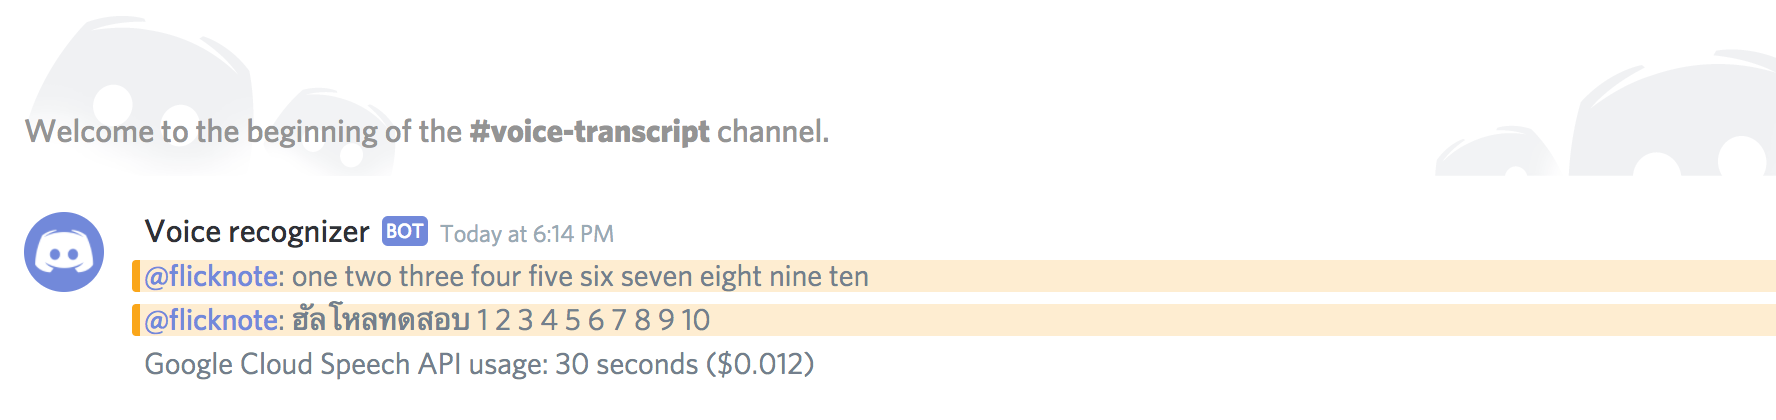 Welcome to the beginning of the #voice-transcript channel.
Voice recognizer BOT Today at 6:14 PM
@flicknote: one two three four five six seven eight nine ten
@flicknote: ฮัลโหลทดสอบ 1 2 3 4 5 6 7 8 9 10
Google Cloud Speech API usage: 30 seconds ($0.012)